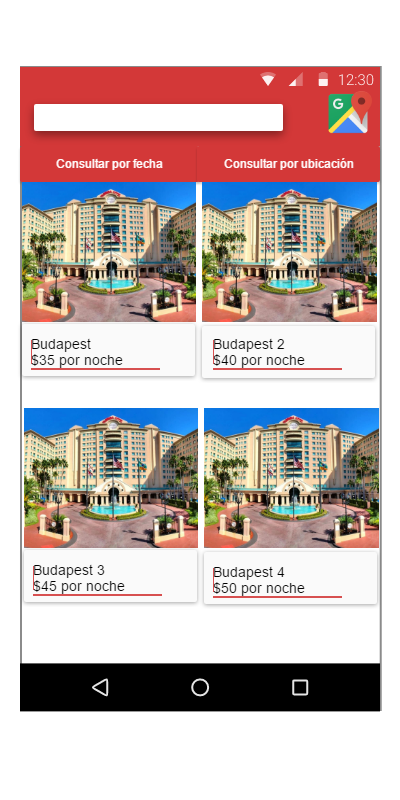 12:30
G
Consultar por fecha
Consultar por ubicación
Budapest
$35 por noche
Budapest 2
$40 por noche
Budapest 3
$45 por noche
Budapest 4
$50 por noche